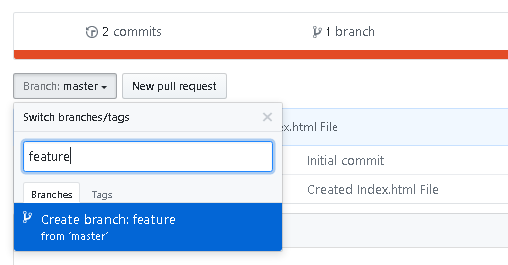 2 commits
1 branch
Branch: master
New pull request
Switch branches/tags
×
ex.html File
feature
Initial commit
Branches
Tags
Created Index.html File
Create branch: feature
from 'master'